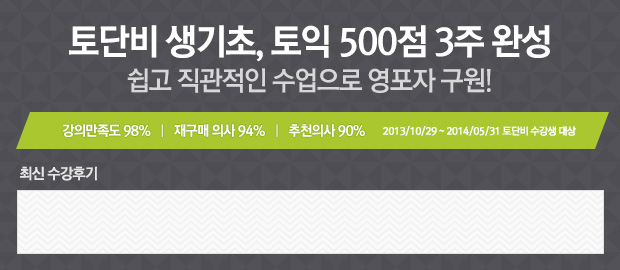 토단비 생기초, 토익 500점 3주 완성
쉽고 직관적인 수업으로 영포자 구원!
강의만족도 98% | 재구매 의사 94% | 추천의사 90% 2013/10/29 ~ 2014/05/31 토단비 수강생 대상
최신 수강후기